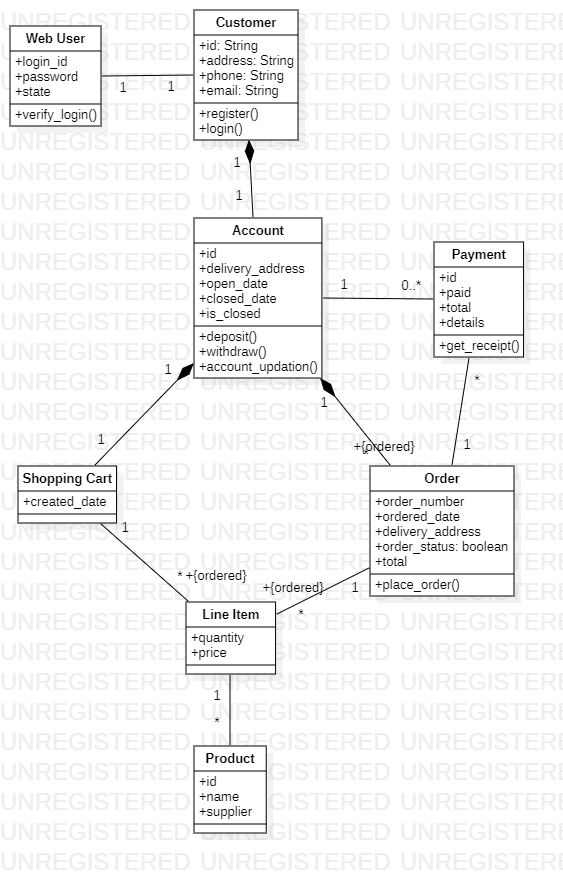 Web User
+login_id
+password
+state
+verify_login()
Customer
+id: String
+address: String
+phone: String
+email: String
+register()
+login()
1
1
1
1
Account
+id
+delivery_address
+open_date
+closed_date
+is_closed
+deposit()
+withdraw()
+account_updation()
1
0..*
Payment
+id
+paid
+total
+details
+get_receipt()
1
1
*
1
+{ordered}
*
1
Shopping Cart
+created_date
Order
+order_number
+ordered_date
+delivery_address
+order_status: boolean
+total
+place_order()
1
* +{ordered}
+{ordered}
1
*
Line Item
+quantity
+price
1
*
Product
+id
+name
+supplier
UNREGISTERED UNREGISTERED UNREGISTERED